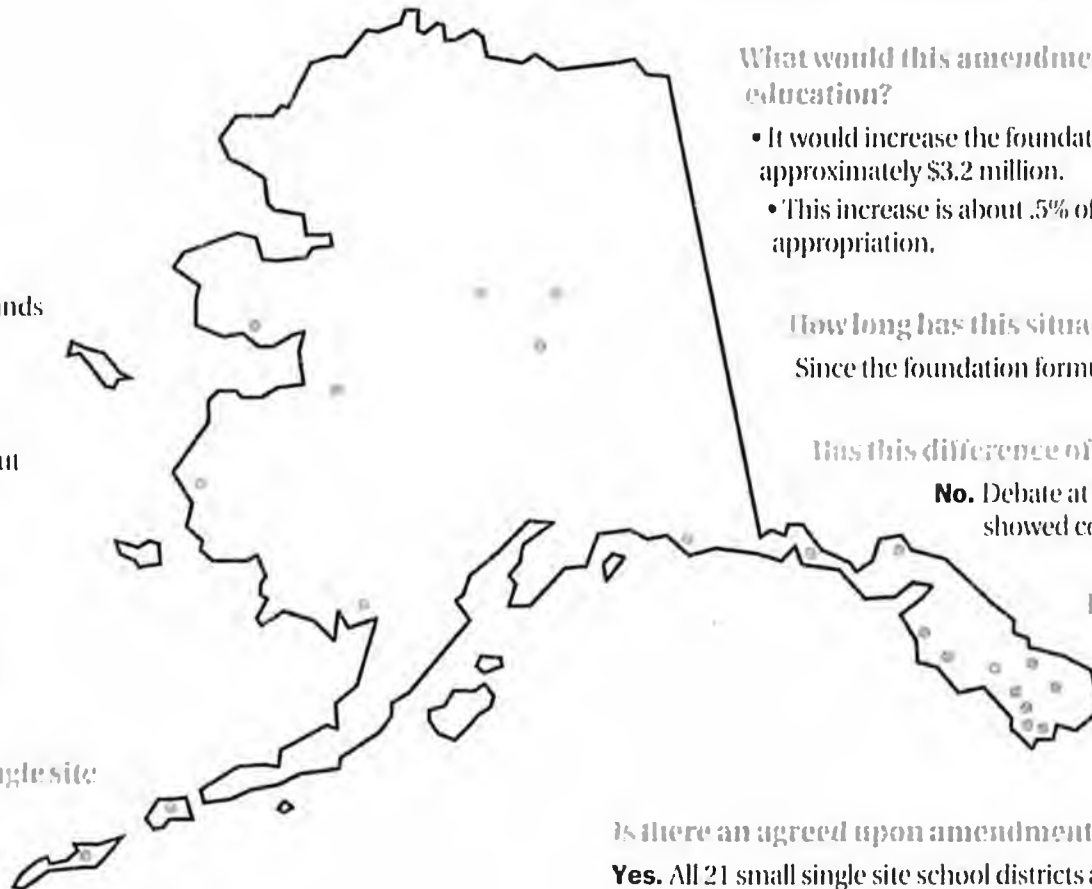 What would this amendme
education?
• It would increase the foundat
approximately $3.2 million.
• This increase is about .5% of
appropriation.
How long has this situa
Since the foundation formu
Has this difference of
No. Debate at
showed co
Is there an agreed upon amendment
Yes. All 21 small single site school districts a
nds
ut
ngle site